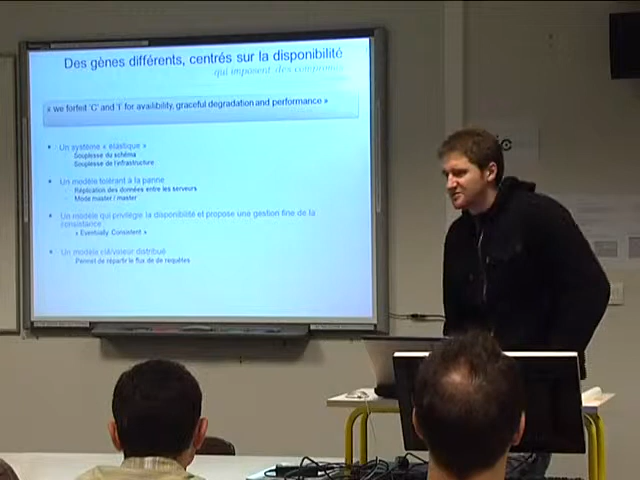 Des gènes différents, centrés sur la disponibilité
qui imposent des compromis
« we forfeit 'C' and 'I' for availibility, graceful degradation and performance »
• Un système « élastique »
- Souplesse du schéma
- Souplesse de l'infrastructure
• Un modèle tolérant à la panne
- Réplication des données entre les serveurs
- Mode master / master
• Un modèle qui privilégie la disponibilité et propose une gestion fine de la
consistance
- « Eventually Consistent »
• Un modèle clé/valeur distribué
- Permet de répartir le flux de de requêtes